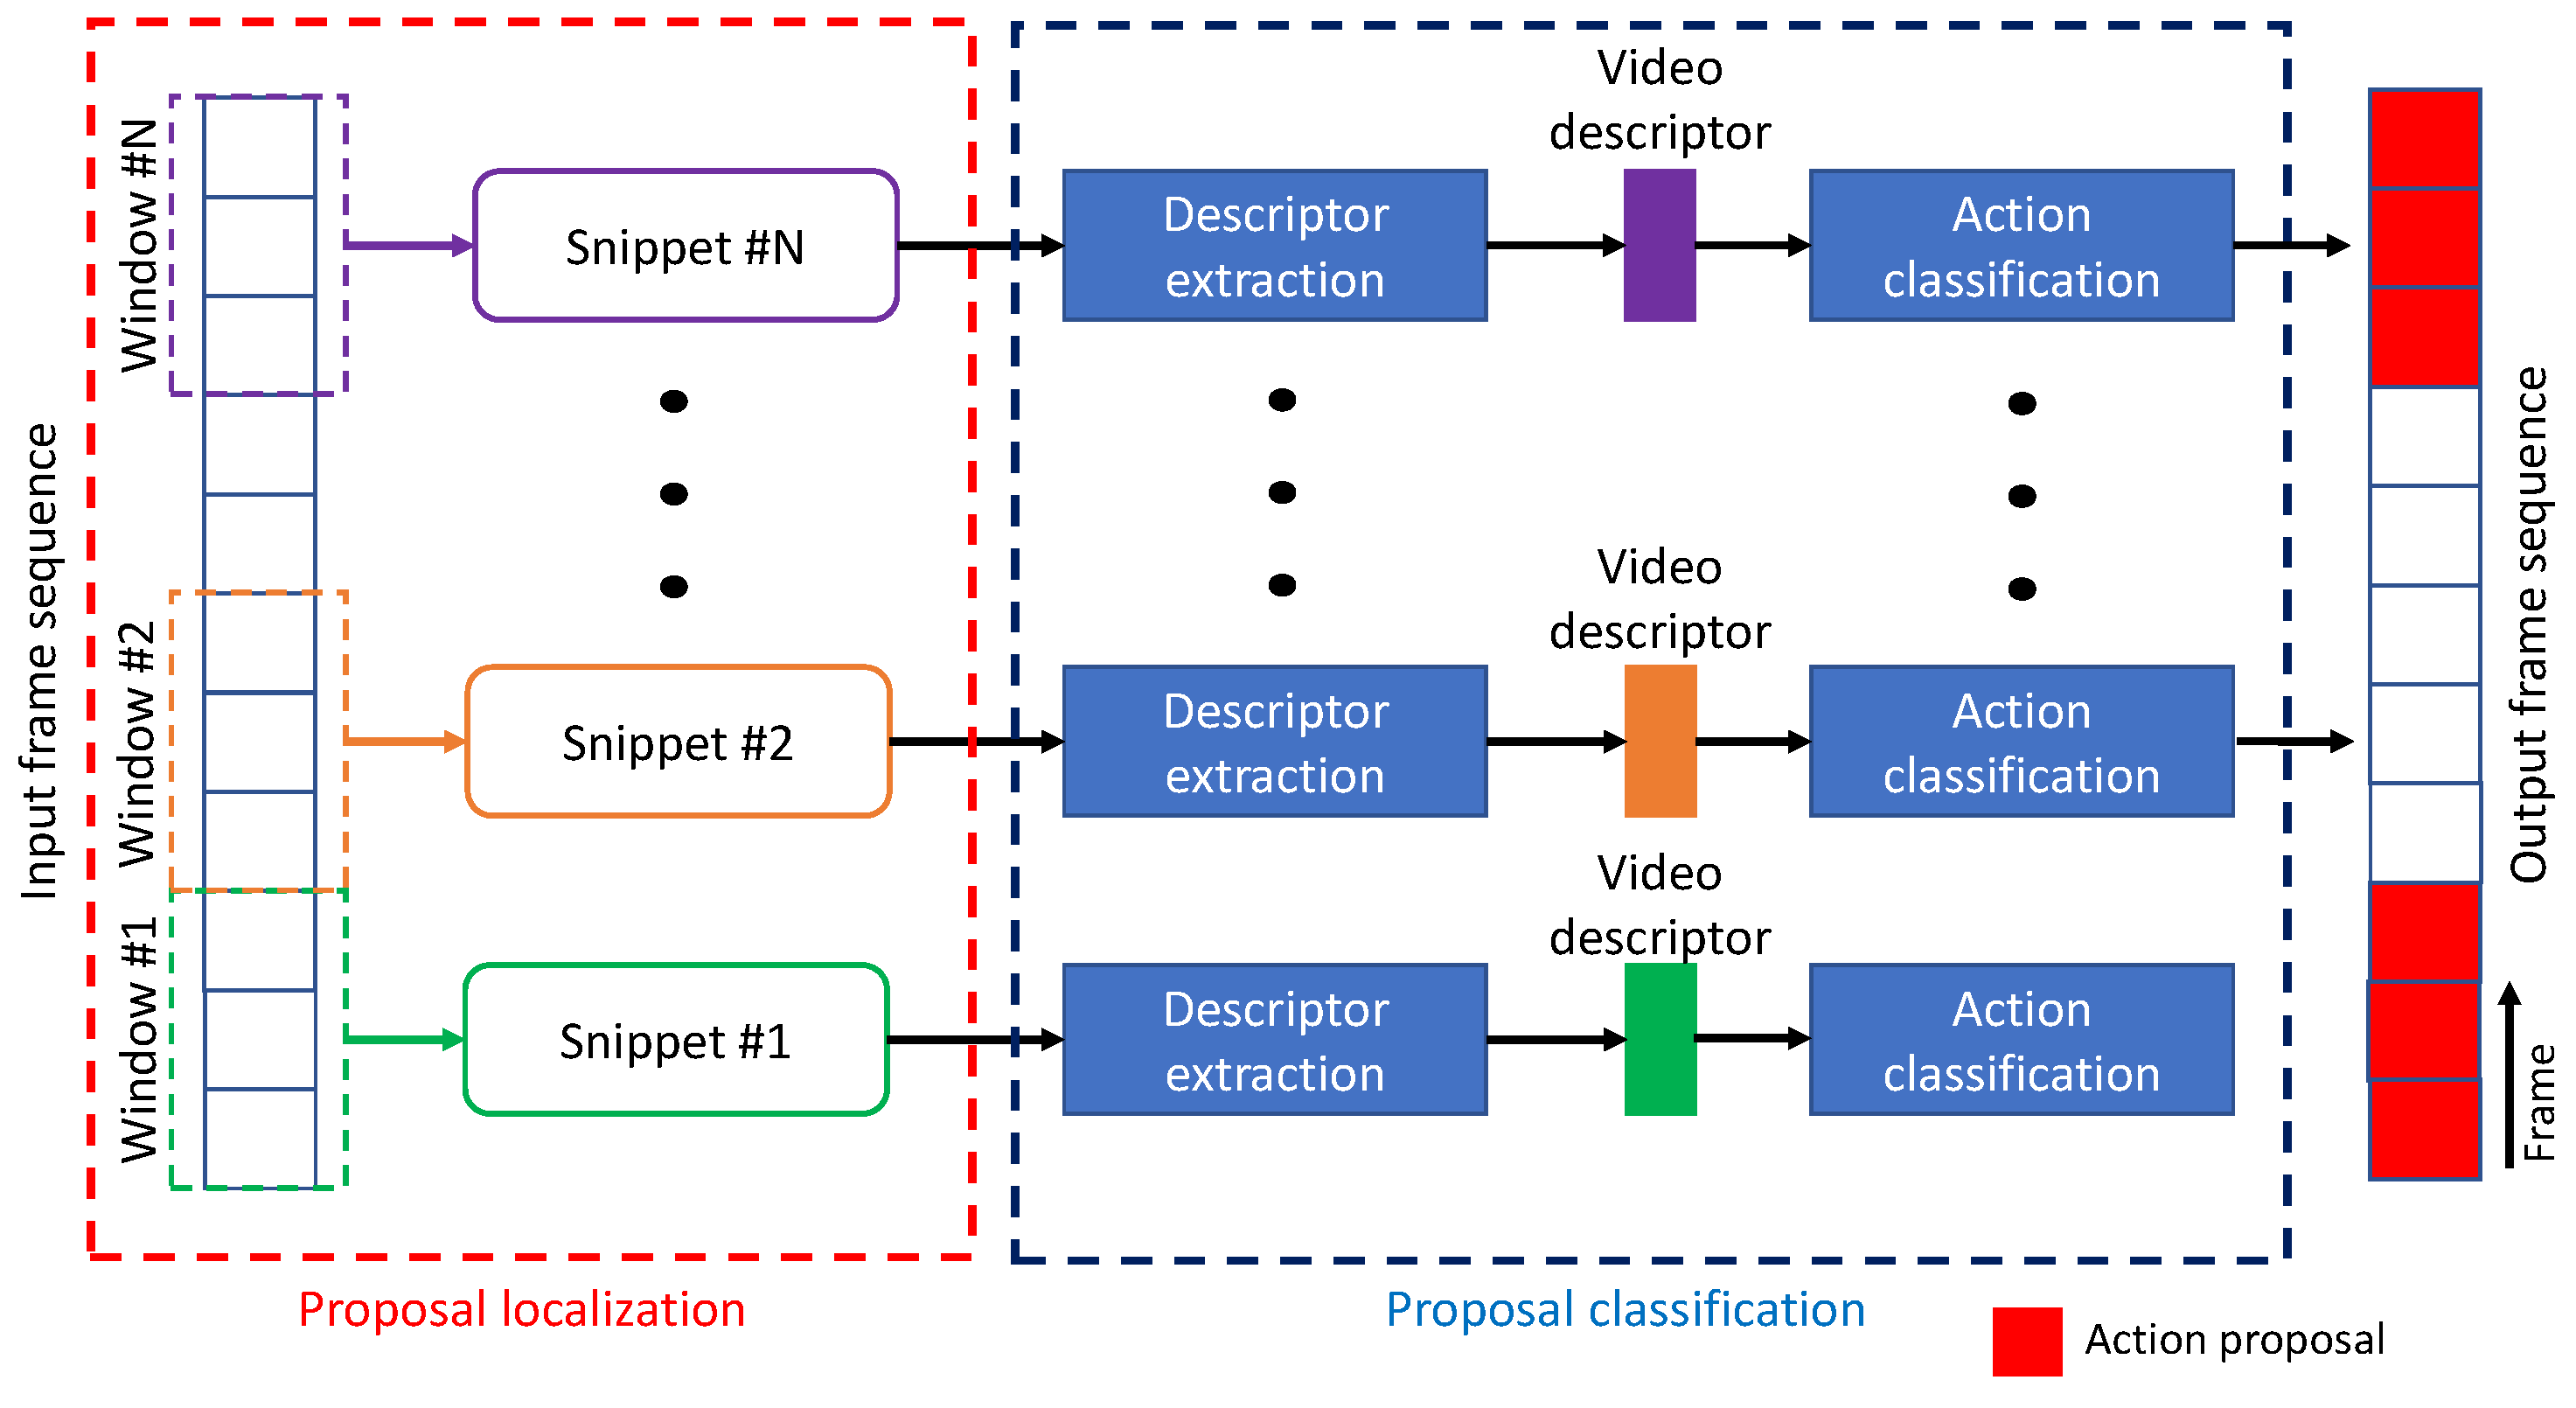 Input frame sequence
Window #N
Snippet #N
Descriptor
extraction
Video
descriptor
Action
classification
Window #2
Snippet #2
Descriptor
extraction
Video
descriptor
Action
classification
Window #1
Snippet #1
Descriptor
extraction
Video
descriptor
Action
classification
Output frame sequence
Frame
Proposal localization
Proposal classification
Action proposal